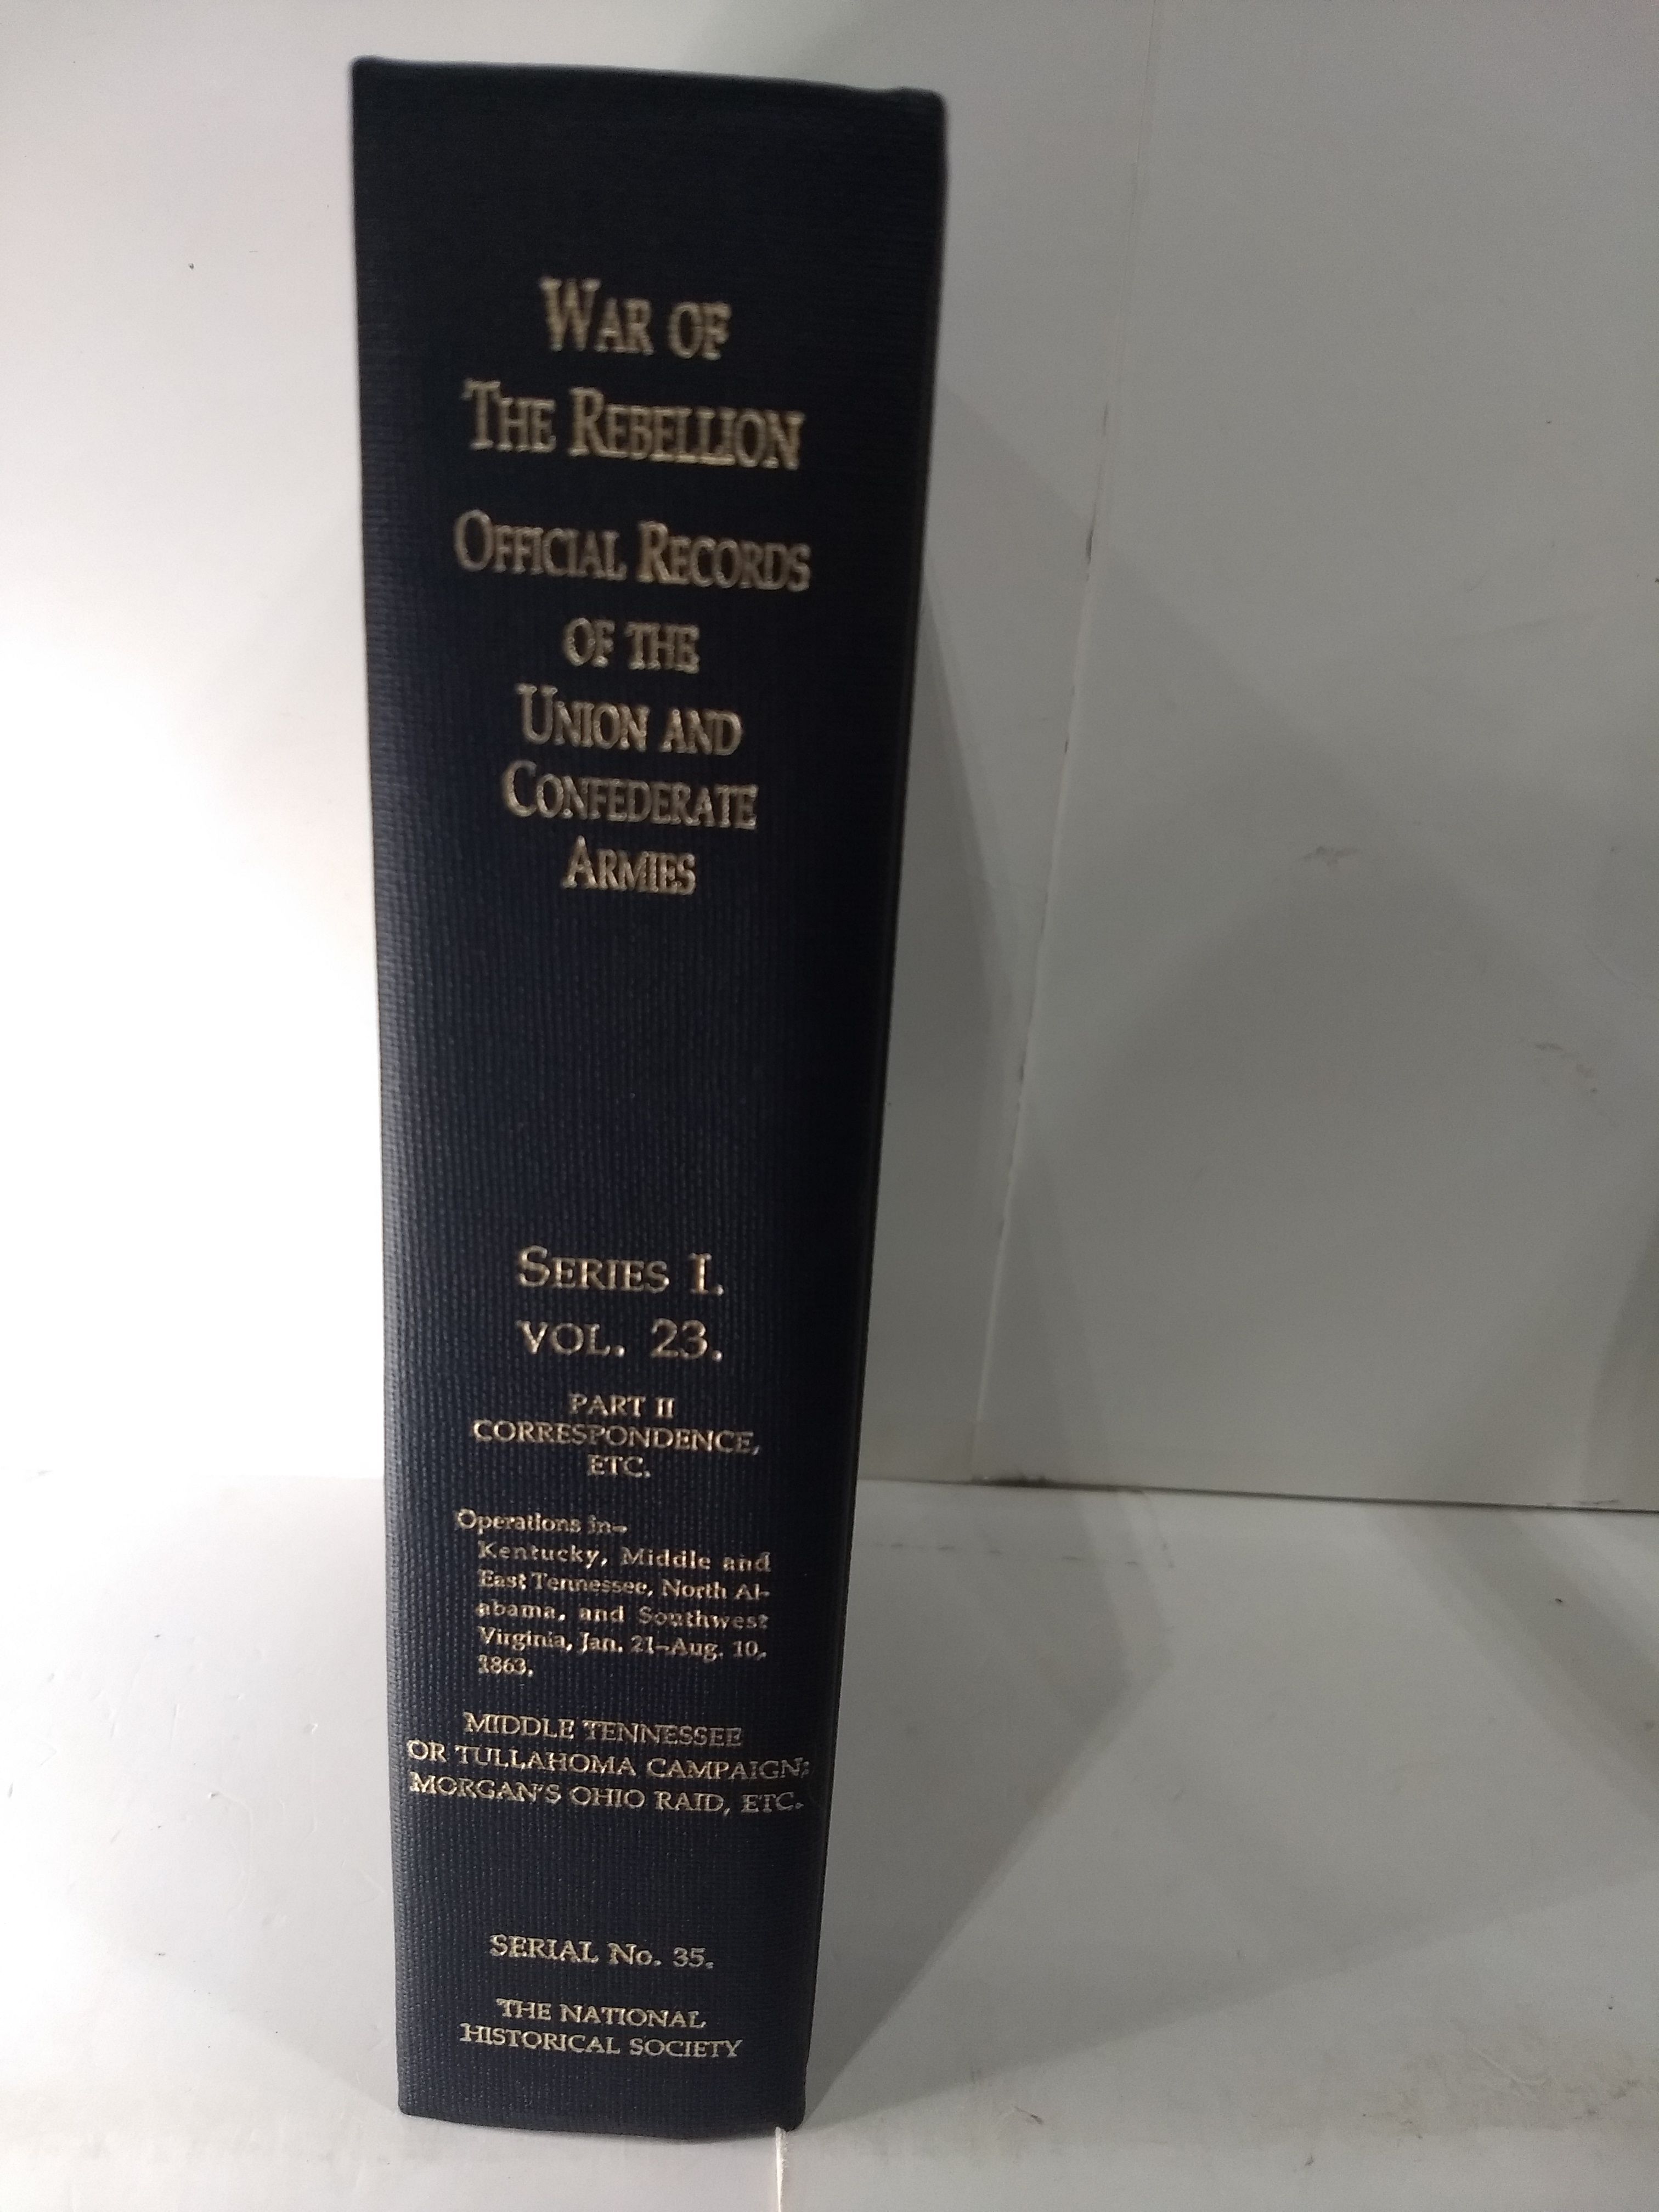 WAR OF
THE REBELLION
OFFICIAL RECORDS
OF THE
UNION AND
CONFEDERATE
ARMIES
SERIES I.
VOL. 23.
PART II
CORRESPONDENCE,
ETC.
Operations in–
Kentucky, Middle and
East Tennessee, North Al-
abama, and Southwest
Virginia, Jan. 21–Aug. 10,
1863.
MIDDLE TENNESSEE
OR TULLAHOMA CAMPAIGN;
MORGAN'S OHIO RAID, ETC.
SERIAL No. 35.
THE NATIONAL
HISTORICAL SOCIETY